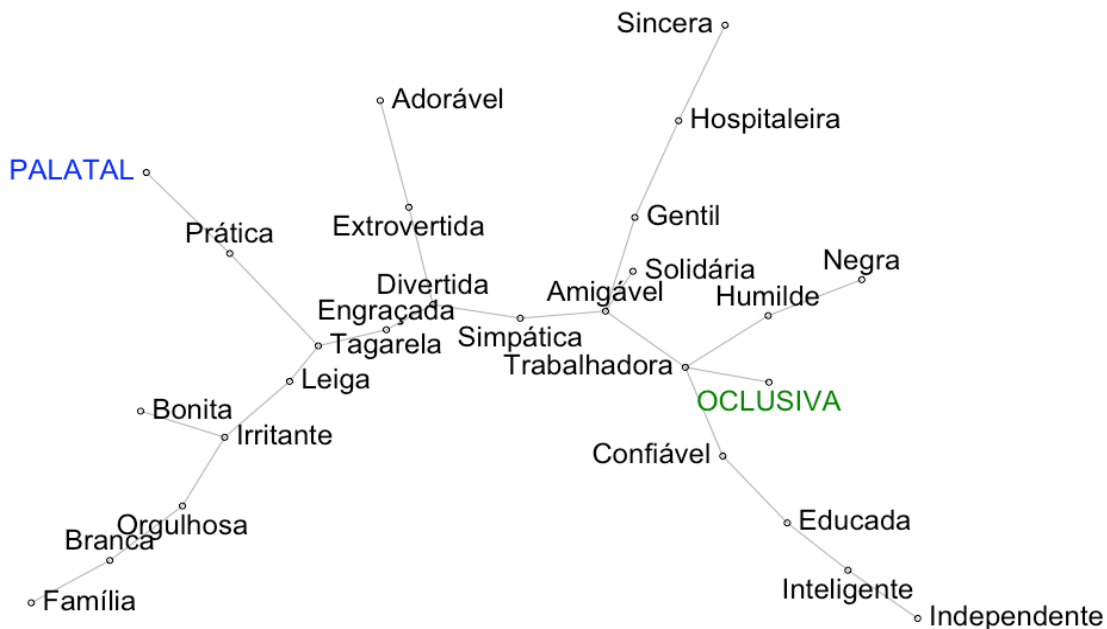 Sincera
Adorável
Hospitaleira
PALATAL
Prática
Extrovertida
Gentil
Solidária
Negra
Divertida
Amigável
Humilde
Engraçada
Simpática
Tagarela
Trabalhadora
Leiga
OCLUSIVA
Bonita
Irritante
Confiável
Orgulhosa
Educada
Branca
Inteligente
Família
Independente